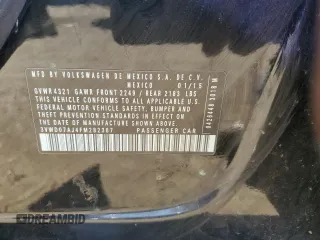 MFD BY VOLKSWAGEN DE MEXICO S.A. DE C.V.
MEXICO 01/15
GVWR 4321 GAWR FRONT 2249 / REAR 2183 LBS
THIS VEHICLE CONFORMS TO ALL APPLICABLE U.S.
FEDERAL MOTOR VEHICLE SAFETY, BUMPER AND
THEFT PREVENTION STANDARDS IN EFFECT ON
THE DATE OF MANUFACTURE SHOWN ABOVE.
3VWD67AJ4FM292387 PASSENGER CAR
DREAMBID